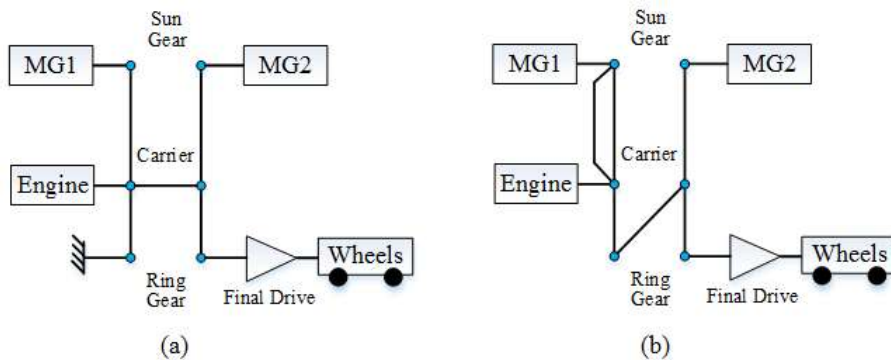 Sun
Gear
MG1
MG2
Carrier
Engine
Wheels
Ring
Gear
Final Drive
(a)
Sun
Gear
MG1
MG2
Carrier
Engine
Wheels
Ring
Gear
Final Drive
(b)